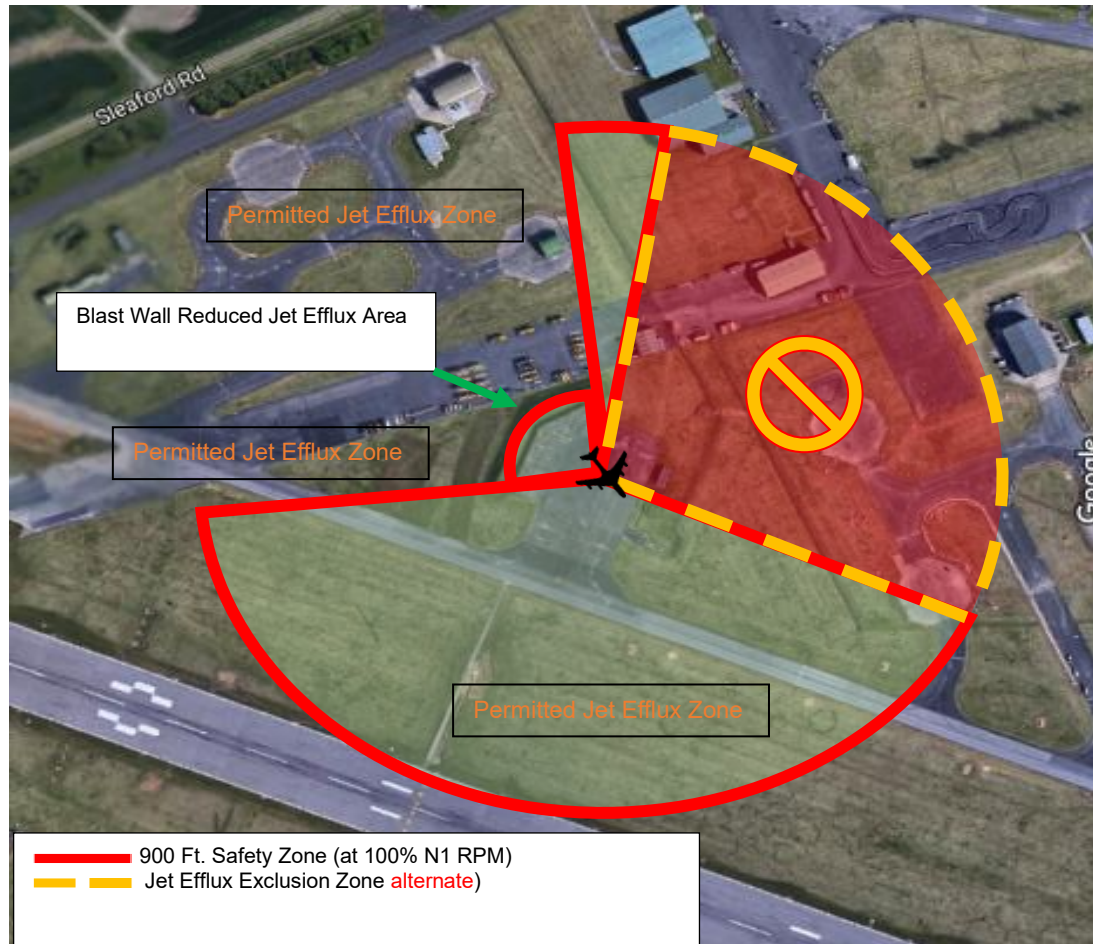 Sleaford Rd
Permitted Jet Efflux Zone
Blast Wall Reduced Jet Efflux Area
Permitted Jet Efflux Zone
Google
Permitted Jet Efflux Zone
900 Ft. Safety Zone (at 100% N1 RPM)
Jet Efflux Exclusion Zone alternate)